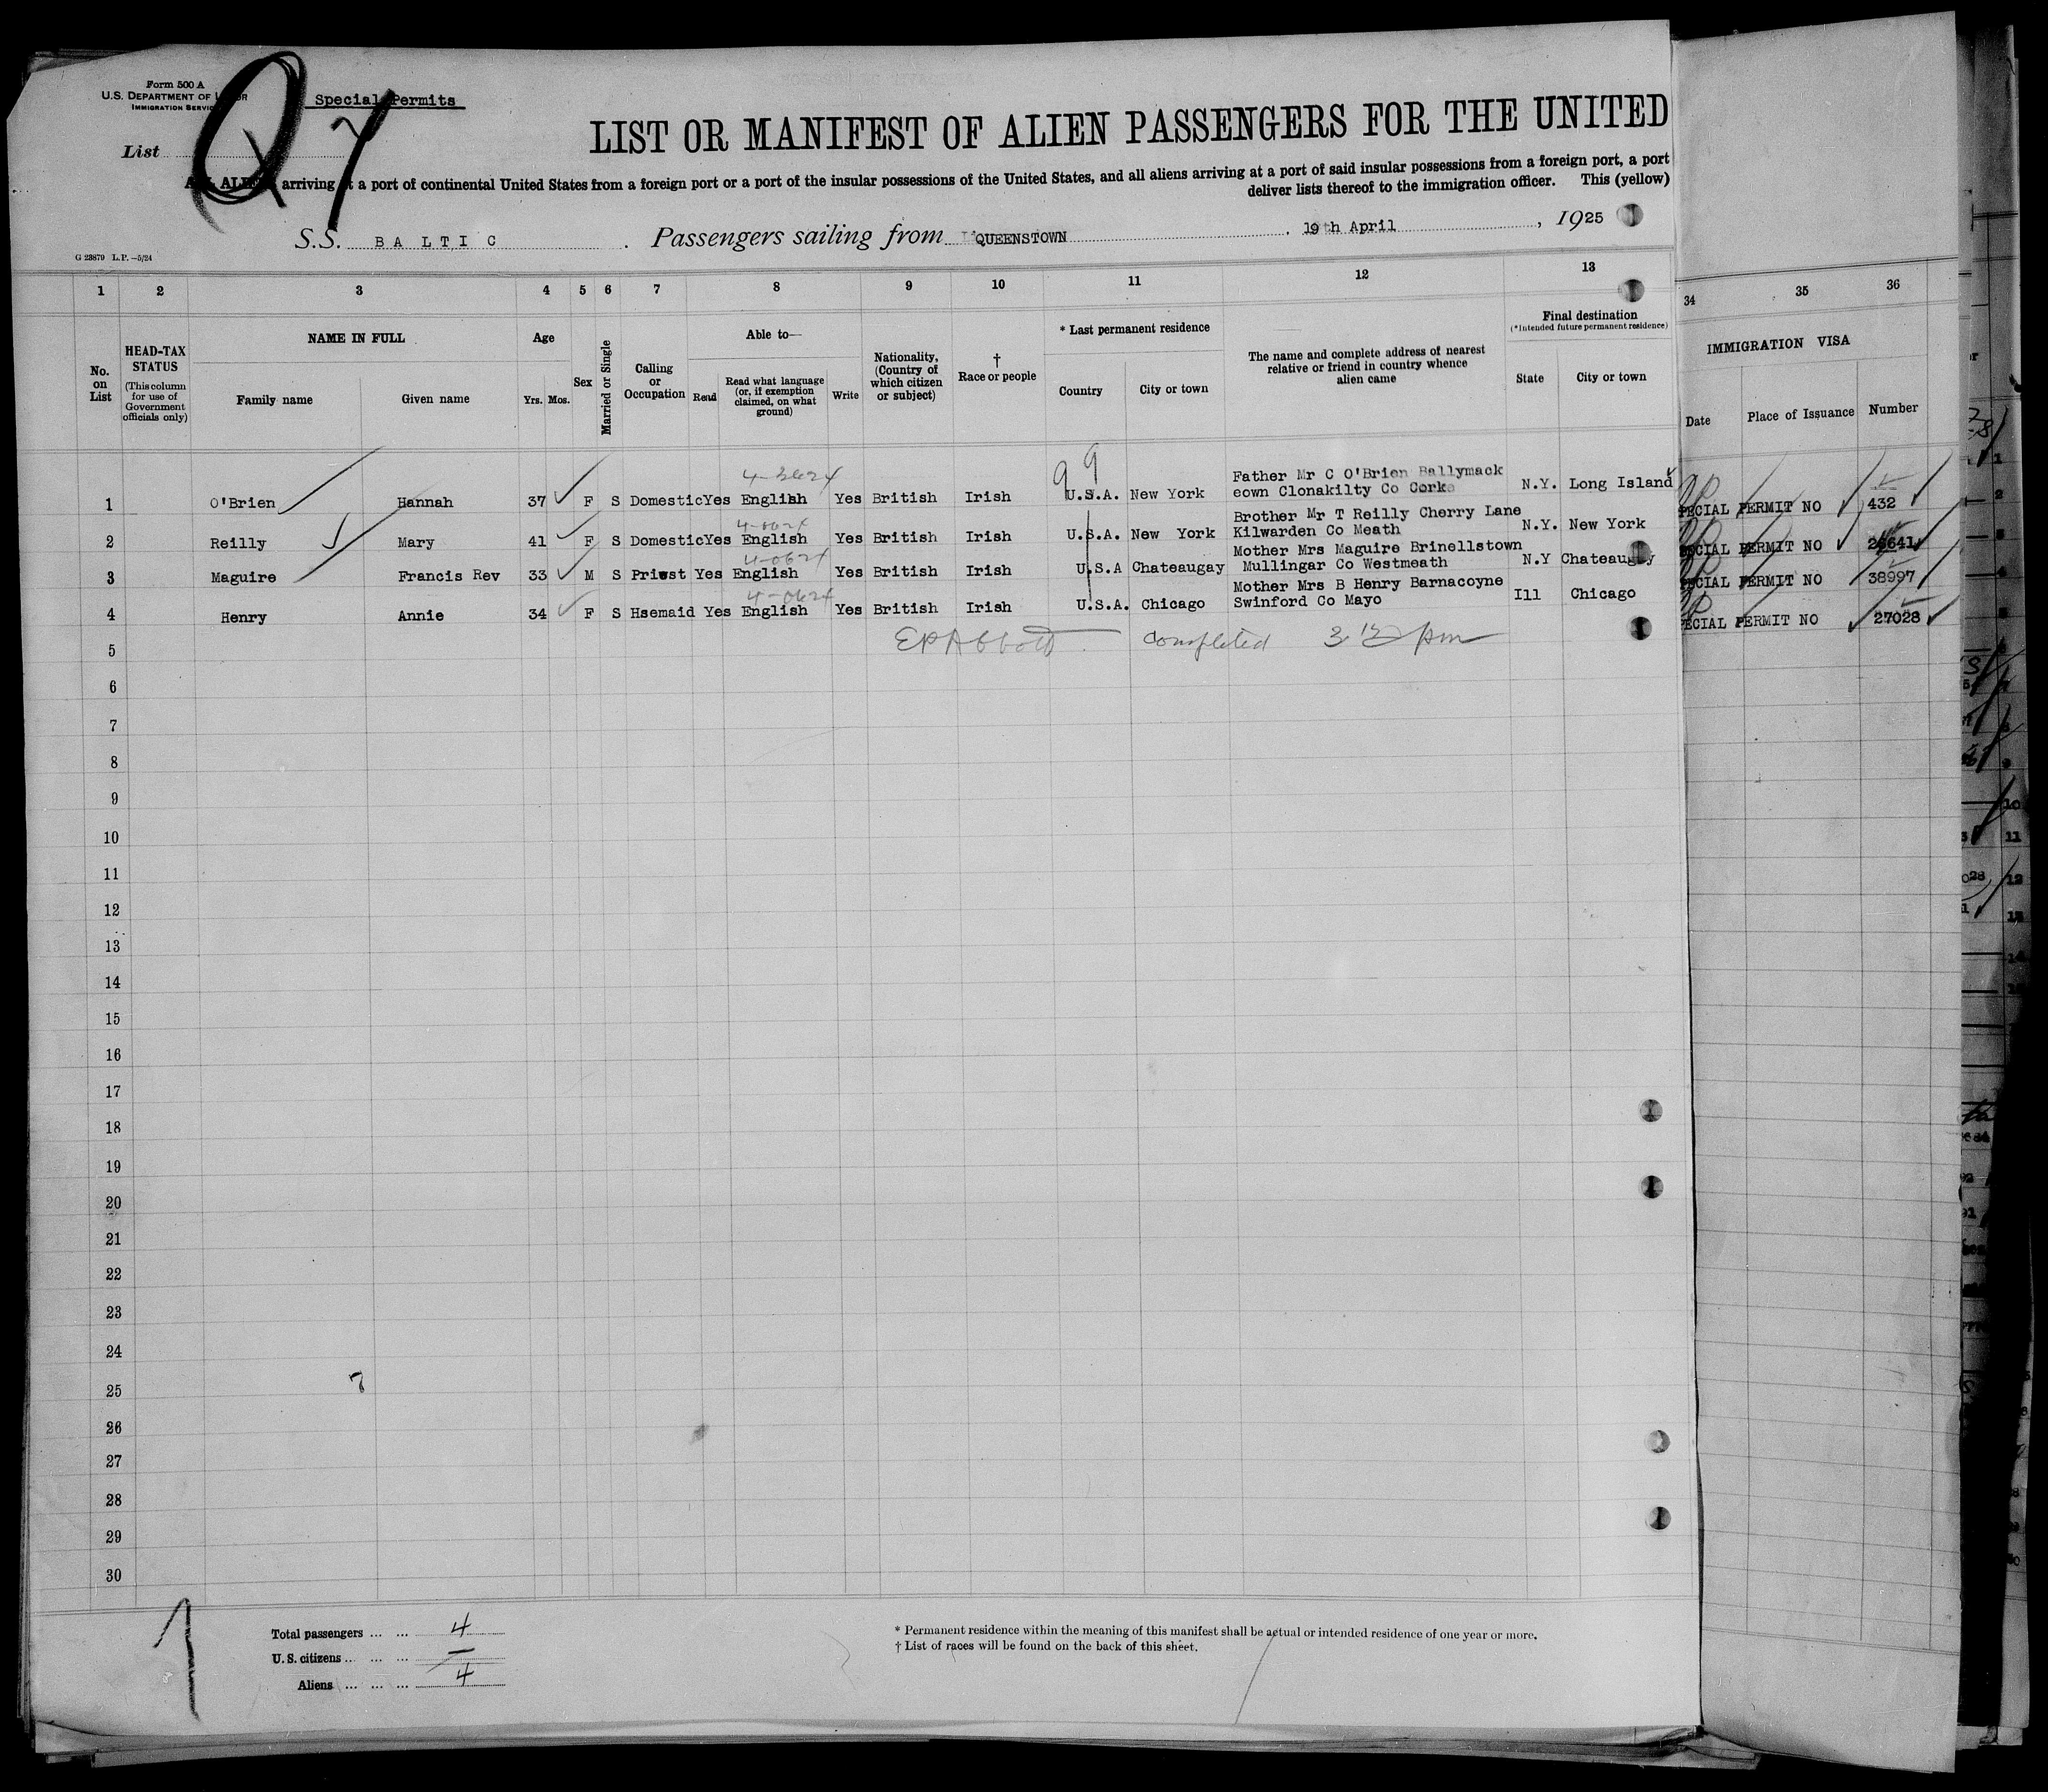 Form 500 A
U.S. DEPARTMENT OF LABOR
IMMIGRATION SERVICE
Special Permits
List
LIST OR MANIFEST OF ALIEN PASSENGERS FOR THE UNITED
ALL ALIENS arriving at a port of continental United States from a foreign port or a port of the insular possessions of the United States, and all aliens arriving at a port of said insular possessions from a foreign port, a port
deliver lists thereof to the immigration officer. This (yellow)
S.S. BALTIC. Passengers sailing from QUEENSTOWN, 19th April, 1925
G 23879 L.P.—5/24
1 2 3 4 5 6 7 8 9 10 11 12 13 34 35 36
No. on List
HEAD-TAX STATUS
(This column for use of Government officials only)
NAME IN FULL
Family name Given name
Age
Yrs. Mos.
Sex
Married or Single
Calling or Occupation
Able to—
Read
Read what language (or, if exemption claimed, on what ground)
Write
Nationality, (Country of which citizen or subject)
† Race or people
* Last permanent residence
Country City or town
The name and complete address of nearest relative or friend in country whence alien came
Final destination
(*Intended future permanent residence)
State City or town
IMMIGRATION VISA
Date Place of Issuance Number
4-3624
1 O'Brien Hannah 37 F S Domestic Yes English Yes British Irish U.S.A. New York Father Mr C O'Brien Ballymack eown Clonakilty Co Cork N.Y. Long Island PECIAL PERMIT NO 432
2 Reilly Mary 41 F S Domestic Yes English Yes British Irish U.S.A. New York Brother Mr T Reilly Cherry Lane Kilwarden Co Meath N.Y. New York PECIAL PERMIT NO 26641
4-0624
3 Maguire Francis Rev 33 M S Priest Yes English Yes British Irish U.S.A Chateaugay Mother Mrs Maguire Brinellstown Mullingar Co Westmeath N.Y Chateaugay PECIAL PERMIT NO 38997
4-0624
4 Henry Annie 34 F S Hsemaid Yes English Yes British Irish U.S.A. Chicago Mother Mrs B Henry Barnacoyne Swinford Co Mayo Ill Chicago PECIAL PERMIT NO 27028
5 EPAbbott completed 3 pm
6
7
8
9
10
11
12
13
14
15
16
17
18
19
20
21
22
23
24
25
26
27
28
29
30
Total passengers ... ... 4
U.S. citizens ... ... ... —
Aliens ... ... ... 4
* Permanent residence within the meaning of this manifest shall be actual or intended residence of one year or more.
† List of races will be found on the back of this sheet.